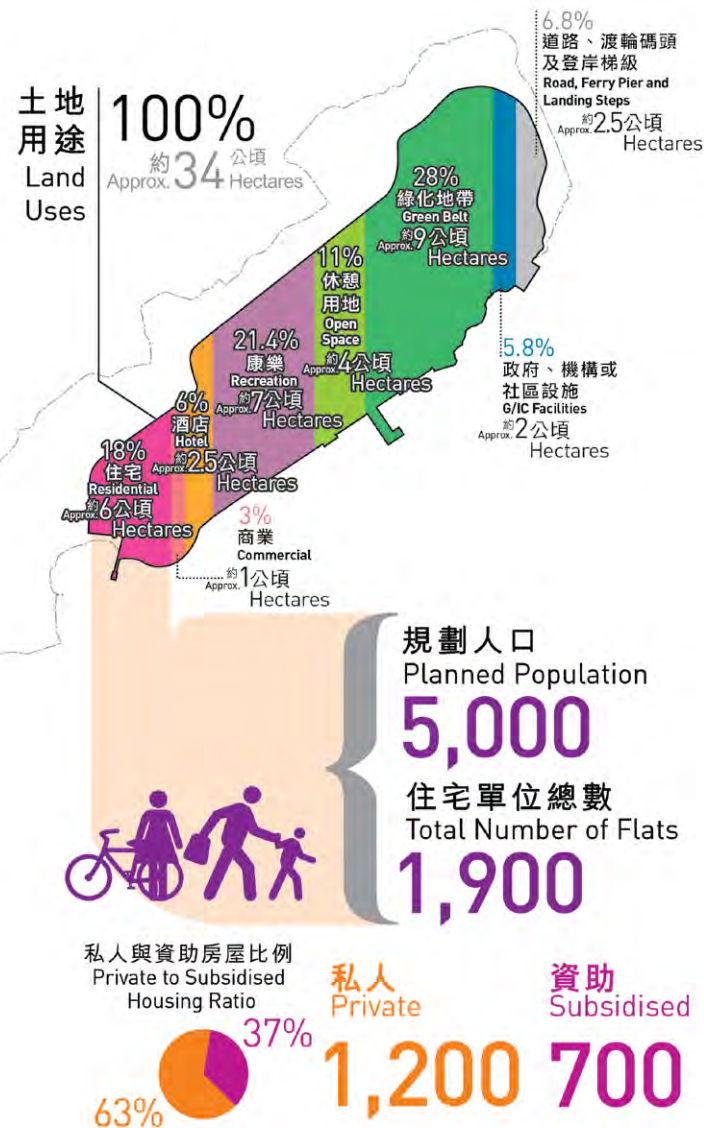 土地
用途
Land
Uses
100%
約
Approx.
34
公頃
Hectares
6.8%
道路、渡輪碼頭
及登岸梯級
Road, Ferry Pier and
Landing Steps
約
Approx.
2.5公頃
Hectares
28%
綠化地帶
Green Belt
約
Approx.
9公頃
Hectares
11%
休憩
用地
Open
Space
約
Approx.
4公頃
Hectares
21.4%
康樂
Recreation
約
Approx.
7公頃
Hectares
5.8%
政府、機構或
社區設施
G/IC Facilities
約
Approx.
2公頃
Hectares
6%
酒店
Hotel
約
Approx.
2.5公頃
Hectares
18%
住宅
Residential
約
Approx.
6公頃
Hectares
3%
商業
Commercial
約
Approx.
1公頃
Hectares
規劃人口
Planned Population
5,000
住宅單位總數
Total Number of Flats
1,900
私人與資助房屋比例
Private to Subsidised
Housing Ratio
37%
63%
私人
Private
1,200
資助
Subsidised
700